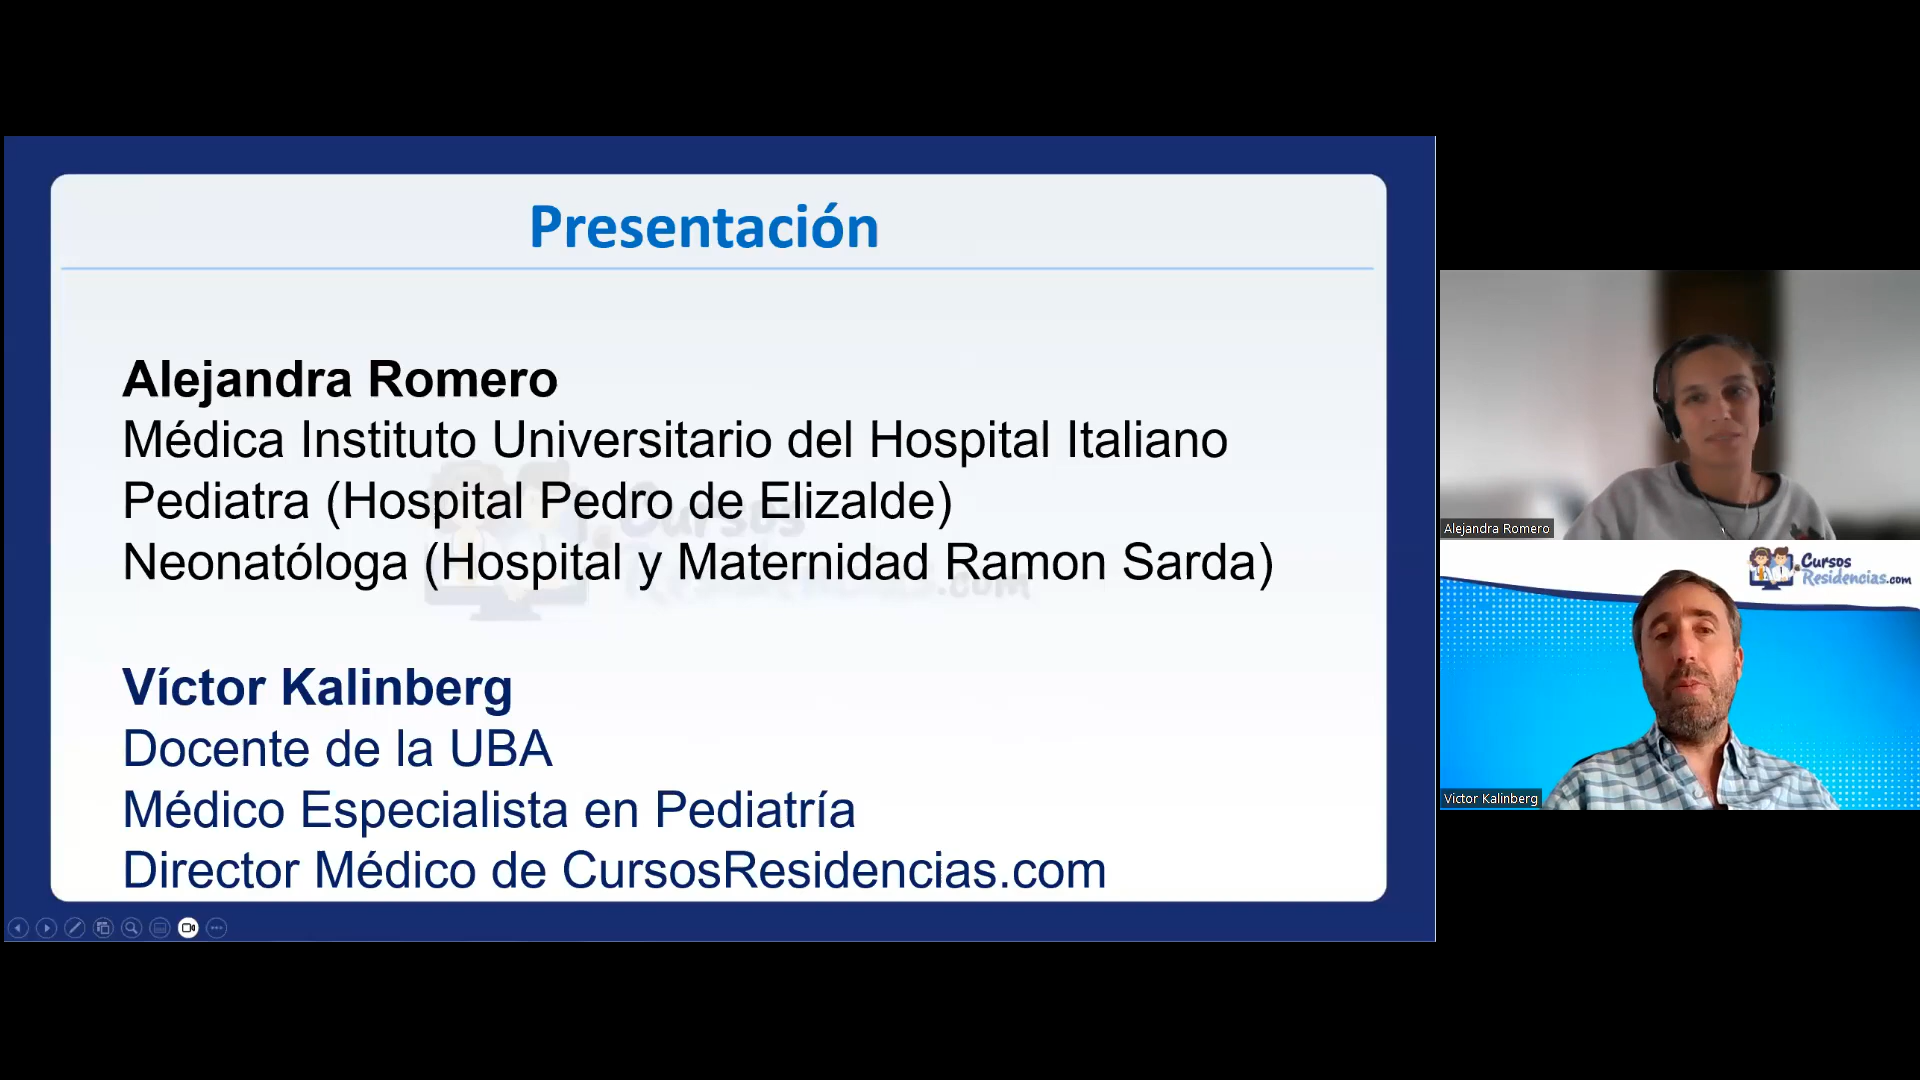 Presentación
Alejandra Romero
Médica Instituto Universitario del Hospital Italiano
Pediatra (Hospital Pedro de Elizalde)
Neonatóloga (Hospital y Maternidad Ramon Sarda)
Víctor Kalinberg
Docente de la UBA
Médico Especialista en Pediatría
Director Médico de CursosResidencias.com
Alejandra Romero
Cursos
Residencias.com
Victor Kalinberg